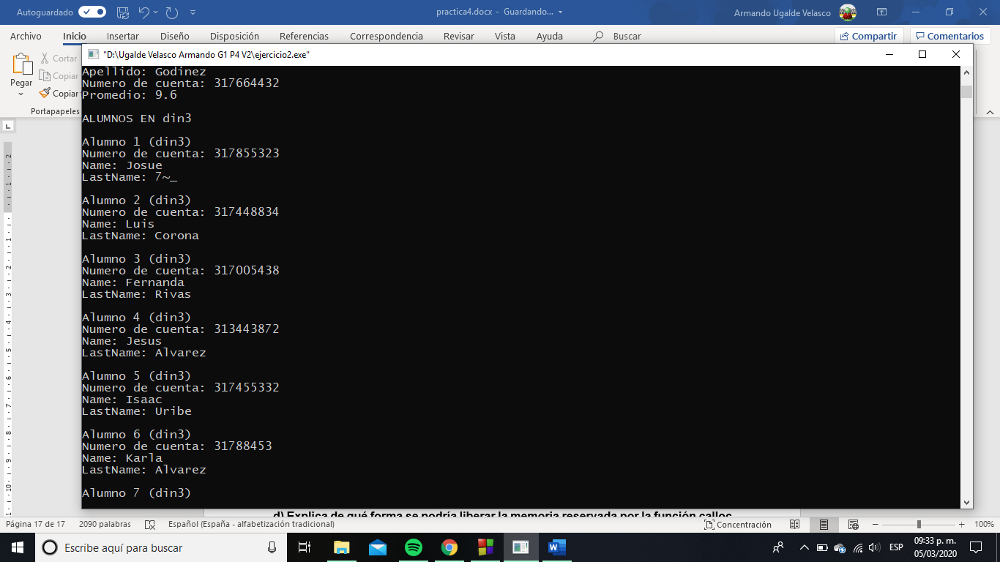 Autoguardado
practica4.docx - Guardando...
Armando Ugalde Velasco
Archivo Inicio Insertar Diseño Disposición Referencias Correspondencia Revisar Vista Ayuda Buscar
Compartir Comentarios
"D:\Ugalde Velasco Armando G1 P4 V2\ejercicio2.exe"
Pegar
Cortar
Copiar
Copiar
Portapapeles
Apellido: Godinez
Numero de cuenta: 317664432
Promedio: 9.6
ALUMNOS EN din3
Alumno 1 (din3)
Numero de cuenta: 317855323
Name: Josue
LastName: 7~_
Alumno 2 (din3)
Numero de cuenta: 317448834
Name: Luis
LastName: Corona
Alumno 3 (din3)
Numero de cuenta: 317005438
Name: Fernanda
LastName: Rivas
Alumno 4 (din3)
Numero de cuenta: 313443872
Name: Jesus
LastName: Alvarez
Alumno 5 (din3)
Numero de cuenta: 317455332
Name: Isaac
LastName: Uribe
Alumno 6 (din3)
Numero de cuenta: 31788453
Name: Karla
LastName: Alvarez
Alumno 7 (din3)
d) Explica de qué forma se podría liberar la memoria reservada por la función calloc
Página 17 de 17 2090 palabras Español (España - alfabetización tradicional) Concentración 100%
Escribe aquí para buscar
ESP
09:33 p. m.
05/03/2020